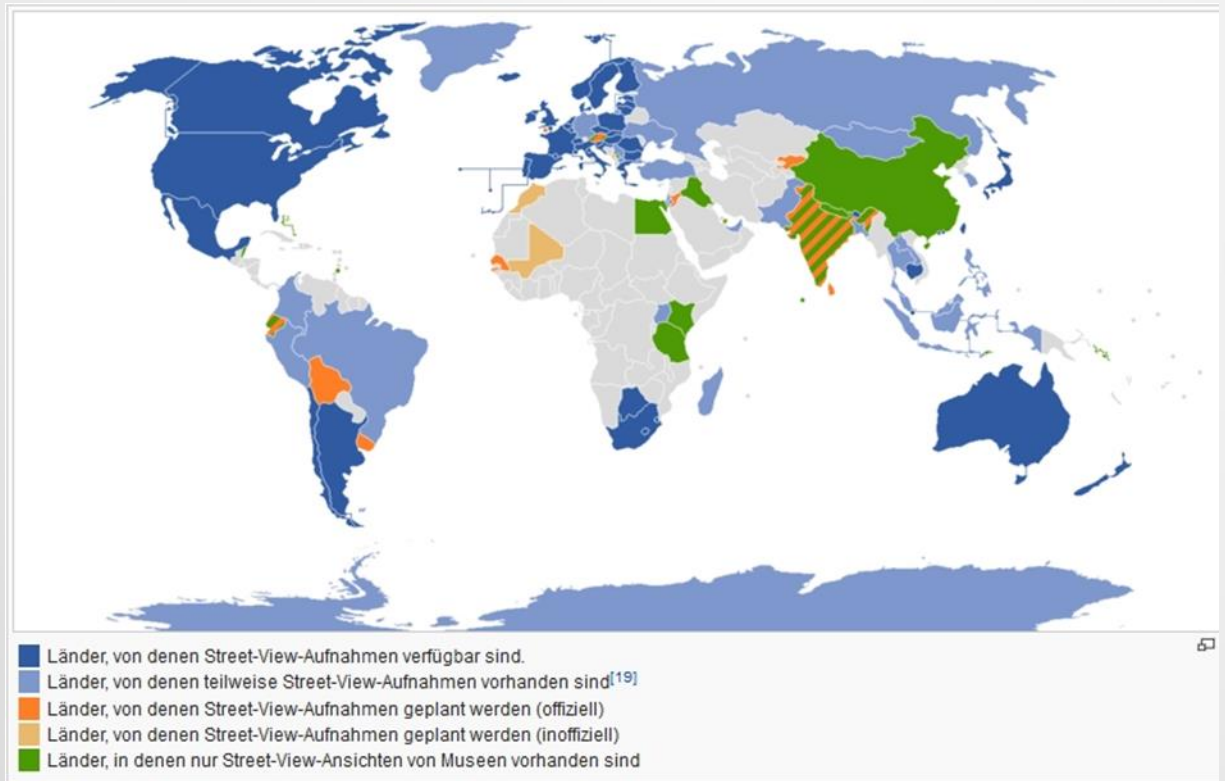 Länder, von denen Street-View-Aufnahmen verfügbar sind.
Länder, von denen teilweise Street-View-Aufnahmen vorhanden sind[19]
Länder, von denen Street-View-Aufnahmen geplant werden (offiziell)
Länder, von denen Street-View-Aufnahmen geplant werden (inoffiziell)
Länder, in denen nur Street-View-Ansichten von Museen vorhanden sind